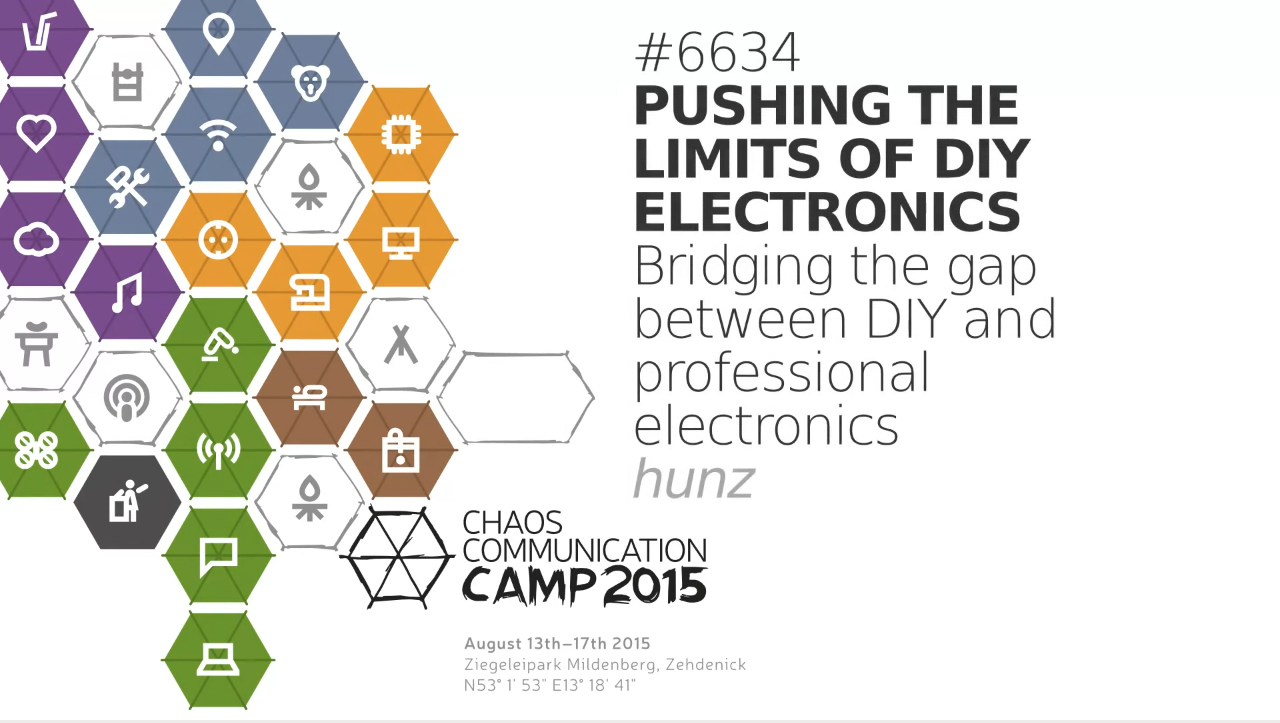 #6634
PUSHING THE
LIMITS OF DIY
ELECTRONICS
Bridging the gap
between DIY and
professional
electronics
hunz
CHAOS
COMMUNICATION
CAMP 2015
August 13th–17th 2015
Ziegeleipark Mildenberg, Zehdenick
N53° 1' 53" E13° 18' 41"